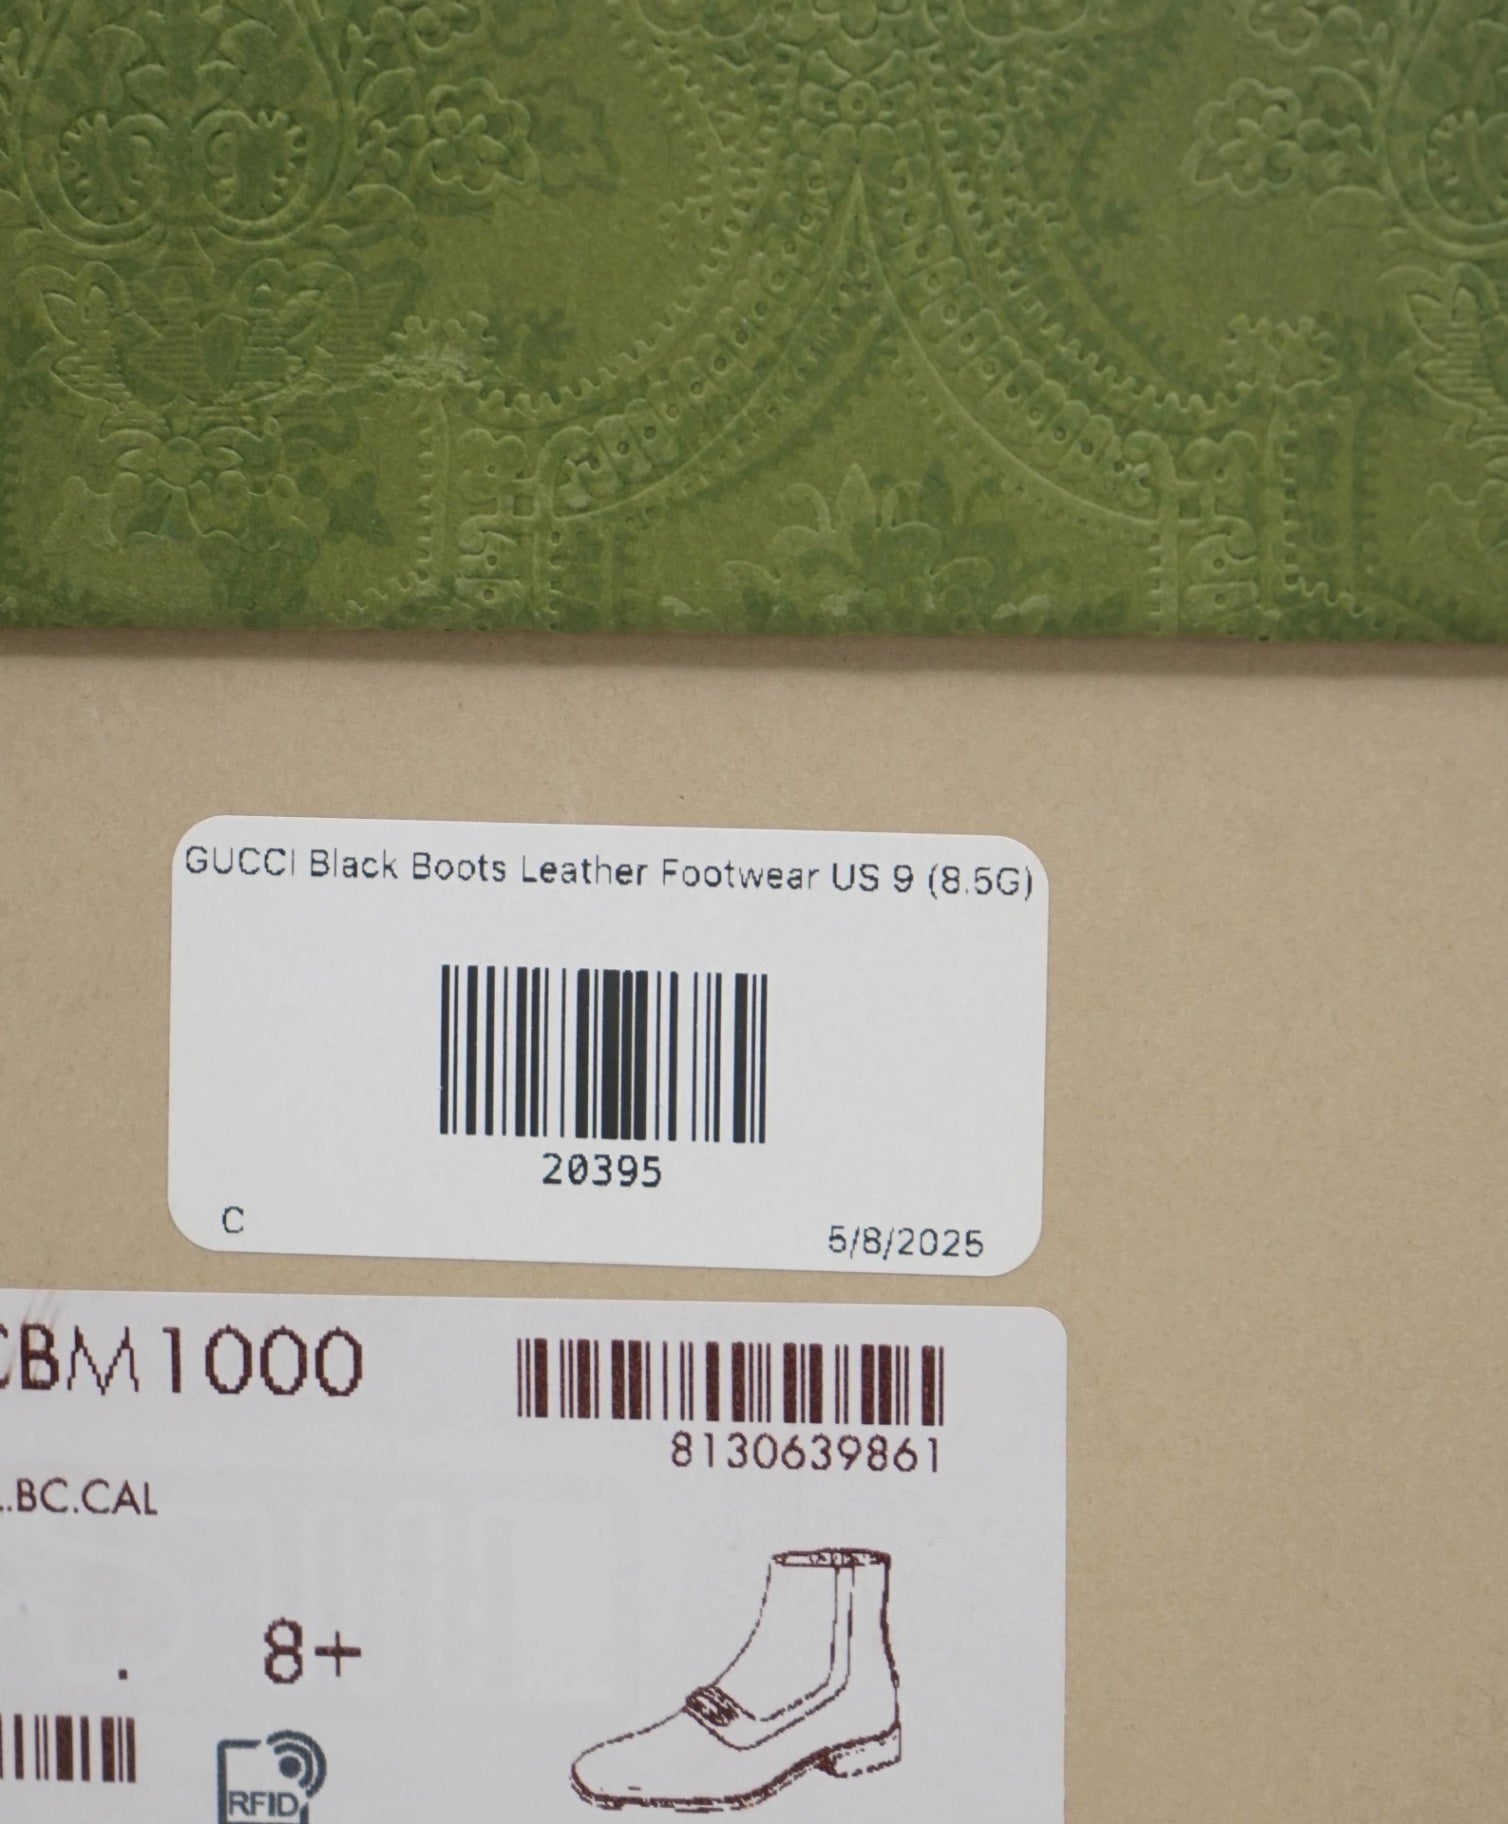 GUCCI Black Boots Leather Footwear US 9 (8.5G)
20395
C
5/8/2025
CBM1000
8130639861
.BC.CAL
. 8+
RFID